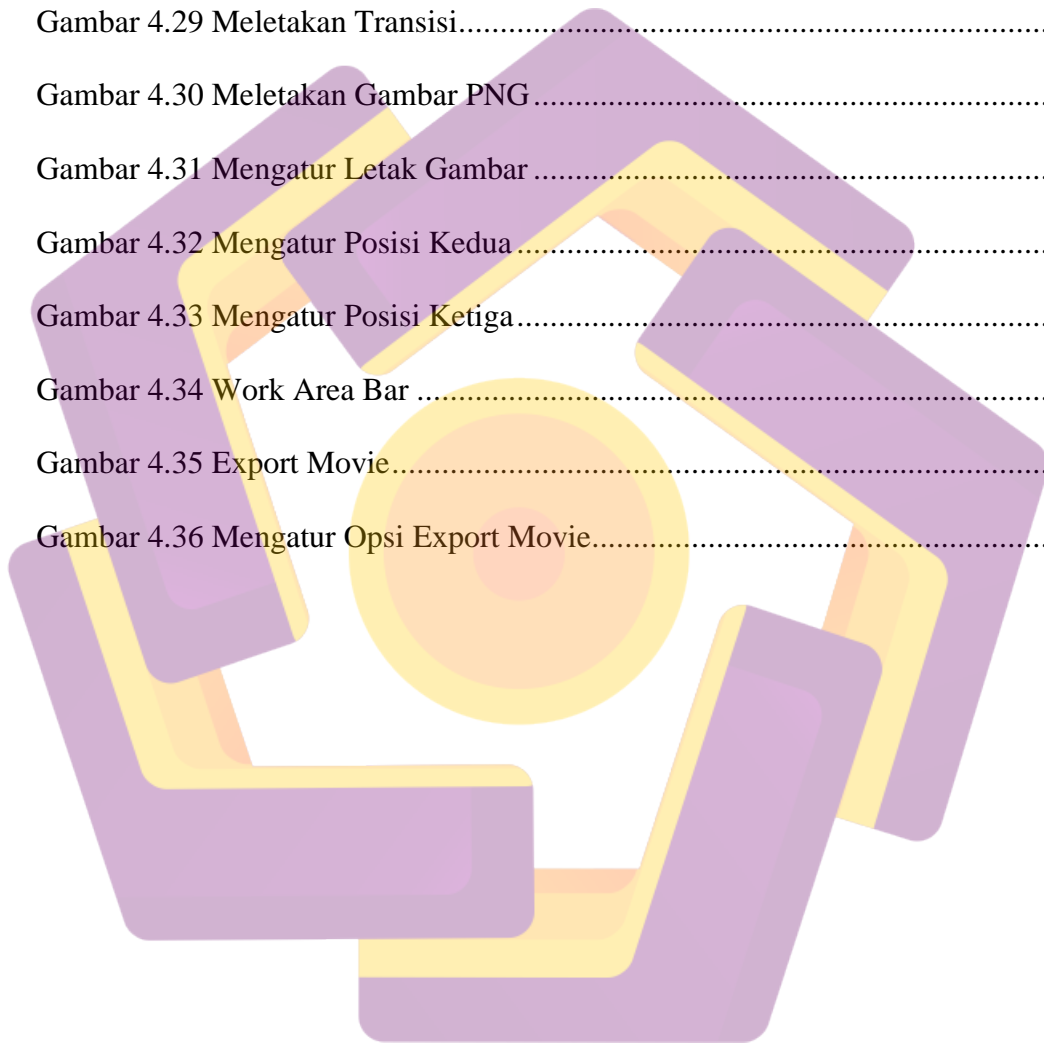 Gambar 4.29 Meletakan Transisi......................................................................
Gambar 4.30 Meletakan Gambar PNG.............................................................
Gambar 4.31 Mengatur Letak Gambar.............................................................
Gambar 4.32 Mengatur Posisi Kedua...............................................................
Gambar 4.33 Mengatur Posisi Ketiga...............................................................
Gambar 4.34 Work Area Bar...........................................................................
Gambar 4.35 Export Movie..............................................................................
Gambar 4.36 Mengatur Opsi Export Movie.....................................................